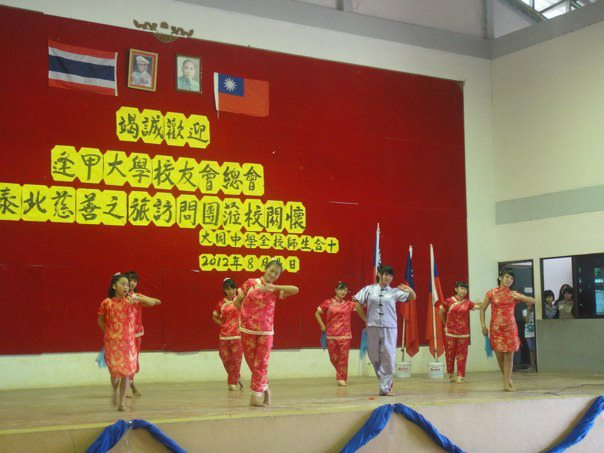 竭誠歡迎
逢甲大學校友會總會
泰北慈善之旅訪問團蒞校関懷
大同中學全校師生合十
2012年8月